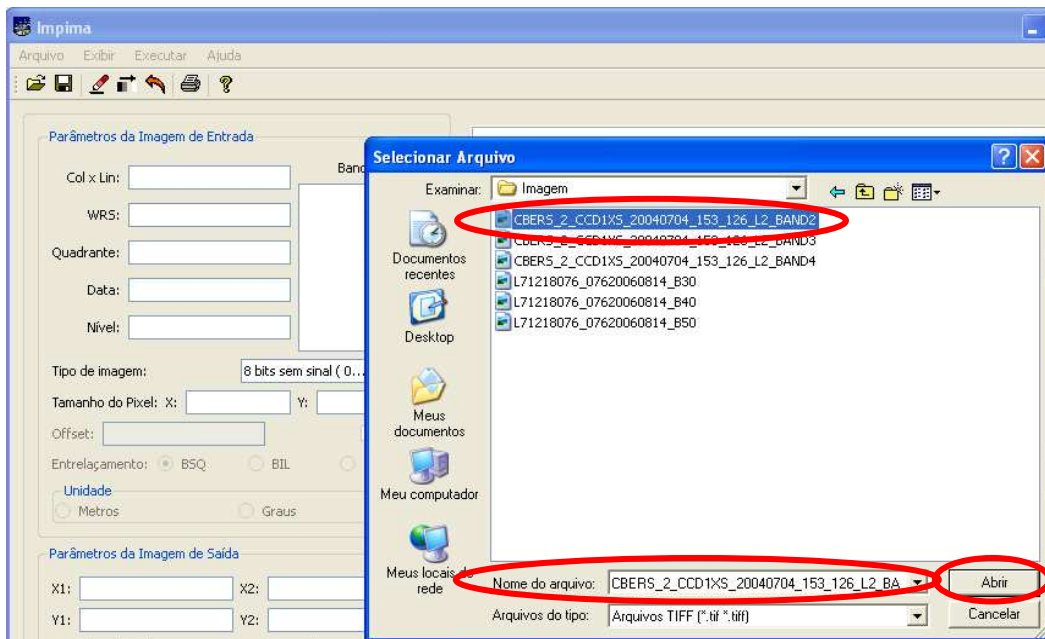 Impima
Arquivo Exibir Executar Ajuda
Parâmetros da Imagem de Entrada
Col x Lin:
WRS:
Quadrante:
Data:
Nível:
Tipo de imagem: 8 bits sem sinal ( 0...
Tamanho do Pixel: X: Y:
Offset:
Entrelaçamento: BSQ BIL
Unidade
Metros Graus
Parâmetros da Imagem de Saída
X1: X2:
Y1: Y2:
Selecionar Arquivo
Examinar: Imagem
CBERS_2_CCD1XS_20040704_153_126_L2_BAND2
CBERS_2_CCD1XS_20040704_153_126_L2_BAND3
CBERS_2_CCD1XS_20040704_153_126_L2_BAND4
L71218076_07620060814_B30
L71218076_07620060814_B40
L71218076_07620060814_B50
Documentos
recentes
Desktop
Meus
documentos
Meu computador
Meus locais de
rede
Nome do arquivo: CBERS_2_CCD1XS_20040704_153_126_L2_BA Abrir
Arquivos do tipo: Arquivos TIFF (*.tif *.tiff) Cancelar